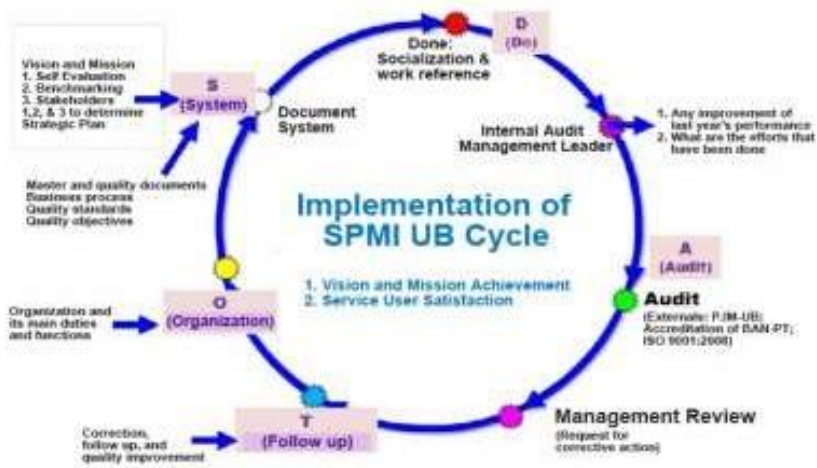 Vision and Mission
1. Self Evaluation
2. Benchmarking
3. Stakeholders
1,2, & 3 to determine
Strategic Plan
S
(System)
Document
System
Done:
Socialization &
work reference
D
(Do)
Internal Audit
Management Leader
1. Any improvement of
last year's performance
2. What are the efforts that
have been done
Master and quality documents
Business process
Quality standards
Quality objectives
Implementation of
SPMI UB Cycle
1. Vision and Mission Achievement
2. Service User Satisfaction
A
(Audit)
Audit
(Externale: PJM-UB;
Accreditation of BAN-PT;
ISO 9001:2008)
O
(Organization)
Organization and
its main duties
and functions
T
(Follow up)
Correction,
follow up, and
quality improvement
Management Review
(Request for
corrective action)